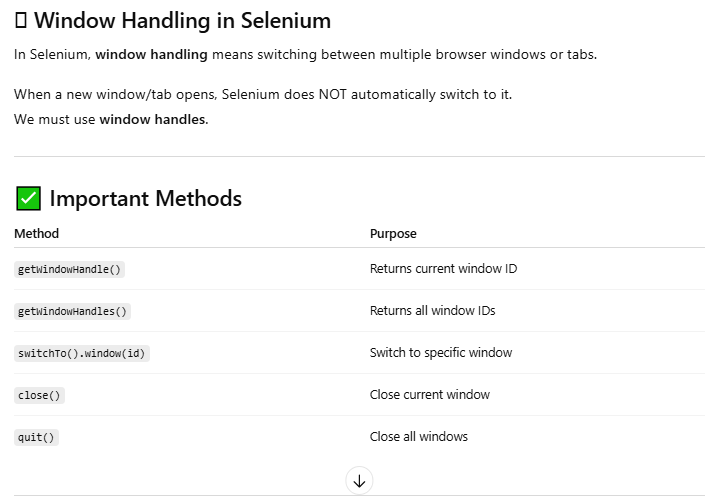 Window Handling in Selenium
In Selenium, window handling means switching between multiple browser windows or tabs.
When a new window/tab opens, Selenium does NOT automatically switch to it.
We must use window handles.
✅ Important Methods
Method Purpose
getWindowHandle() Returns current window ID
getWindowHandles() Returns all window IDs
switchTo().window(id) Switch to specific window
close() Close current window
quit() Close all windows